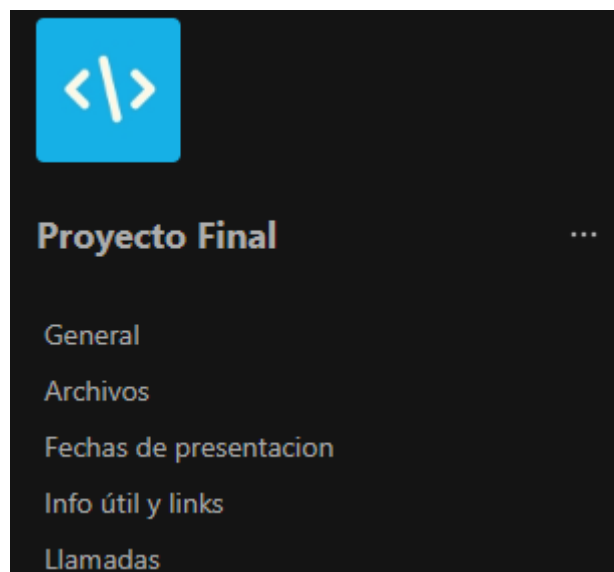 <\>
Proyecto Final
...
General
Archivos
Fechas de presentacion
Info útil y links
Llamadas